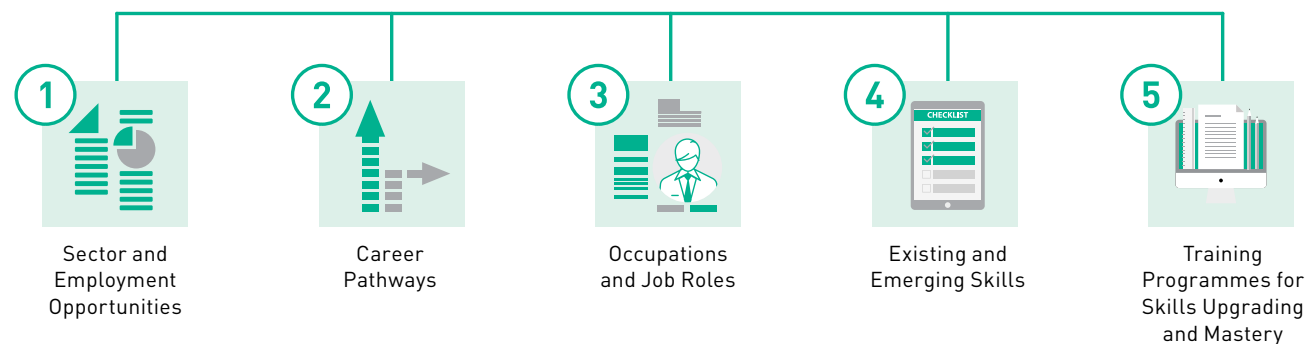 1
Sector and
Employment
Opportunities
2
Career
Pathways
3
Occupations
and Job Roles
4
CHECKLIST
Existing and
Emerging Skills
5
Training
Programmes for
Skills Upgrading
and Mastery